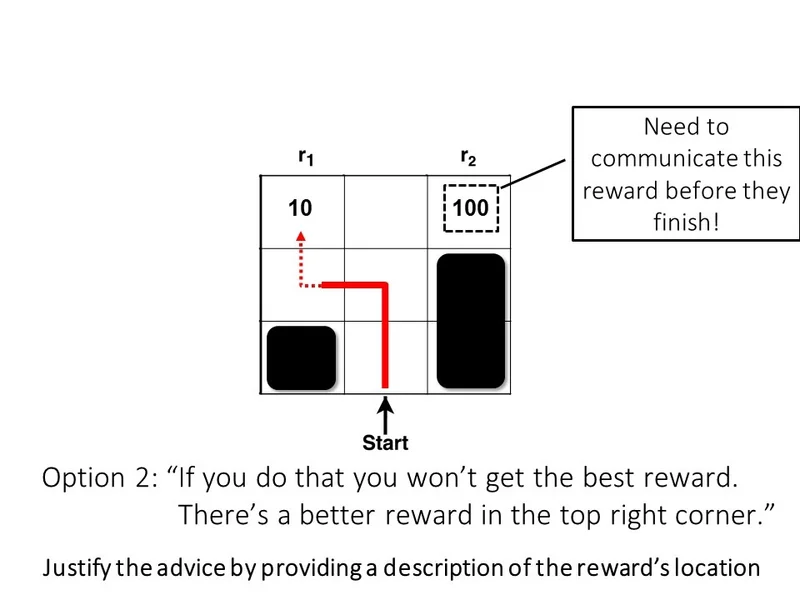 Need to
communicate this
reward before they
finish!
r₁ r₂
10 100
Start
Option 2: “If you do that you won’t get the best reward.
There’s a better reward in the top right corner.”
Justify the advice by providing a description of the reward’s location